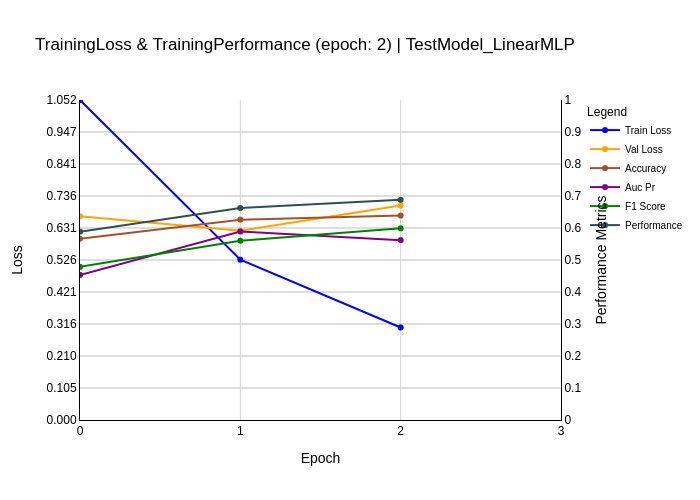 TrainingLoss & TrainingPerformance (epoch: 2) | TestModel_LinearMLP
1.052
0.947
0.841
0.736
0.631
0.526
0.421
0.316
0.210
0.105
0.000
Loss
0
1
2
3
Epoch
1
0.9
0.8
0.7
0.6
0.5
0.4
0.3
0.2
0.1
0
Performance Metrics
Legend
Train Loss
Val Loss
Accuracy
Auc Pr
F1 Score
Performance